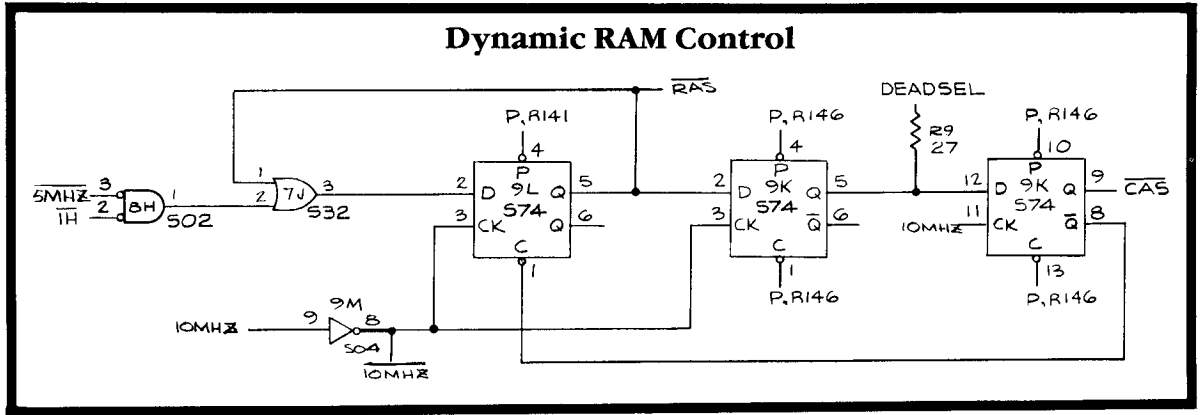 Dynamic RAM Control
RAS
DEADSEL
P, R141
P, R146
P, R146
4
4
R9
27
10
1
2
7J
3
S32
5MHZ 3
1H 2
8H
1
S02
2 D P Q 5
9L
S74
3 CK Q 6
C
1
2 D P Q 5
9K
S74
3 CK Q 6
C
1
P, R146
12 D P Q 9 CAS
9K
S74
10MHZ 11 CK Q 8
C
13
P, R146
10MHZ 9
9M
8
S04
10MHZ